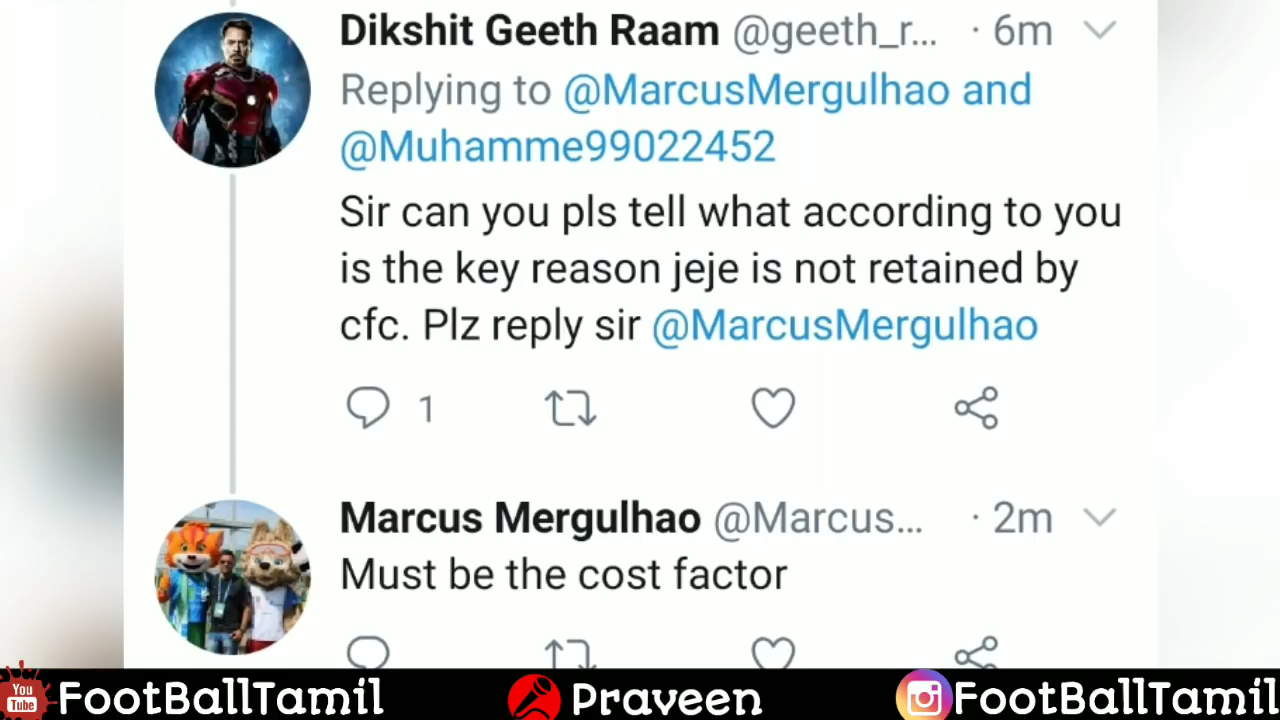 Dikshit Geeth Raam @geeth_r... · 6m
Replying to @MarcusMergulhao and
@Muhamme99022452
Sir can you pls tell what according to you
is the key reason jeje is not retained by
cfc. Plz reply sir @MarcusMergulhao
1
Marcus Mergulhao @Marcus... · 2m
Must be the cost factor
You
Tube
FootBallTamil
Praveen
FootBallTamil